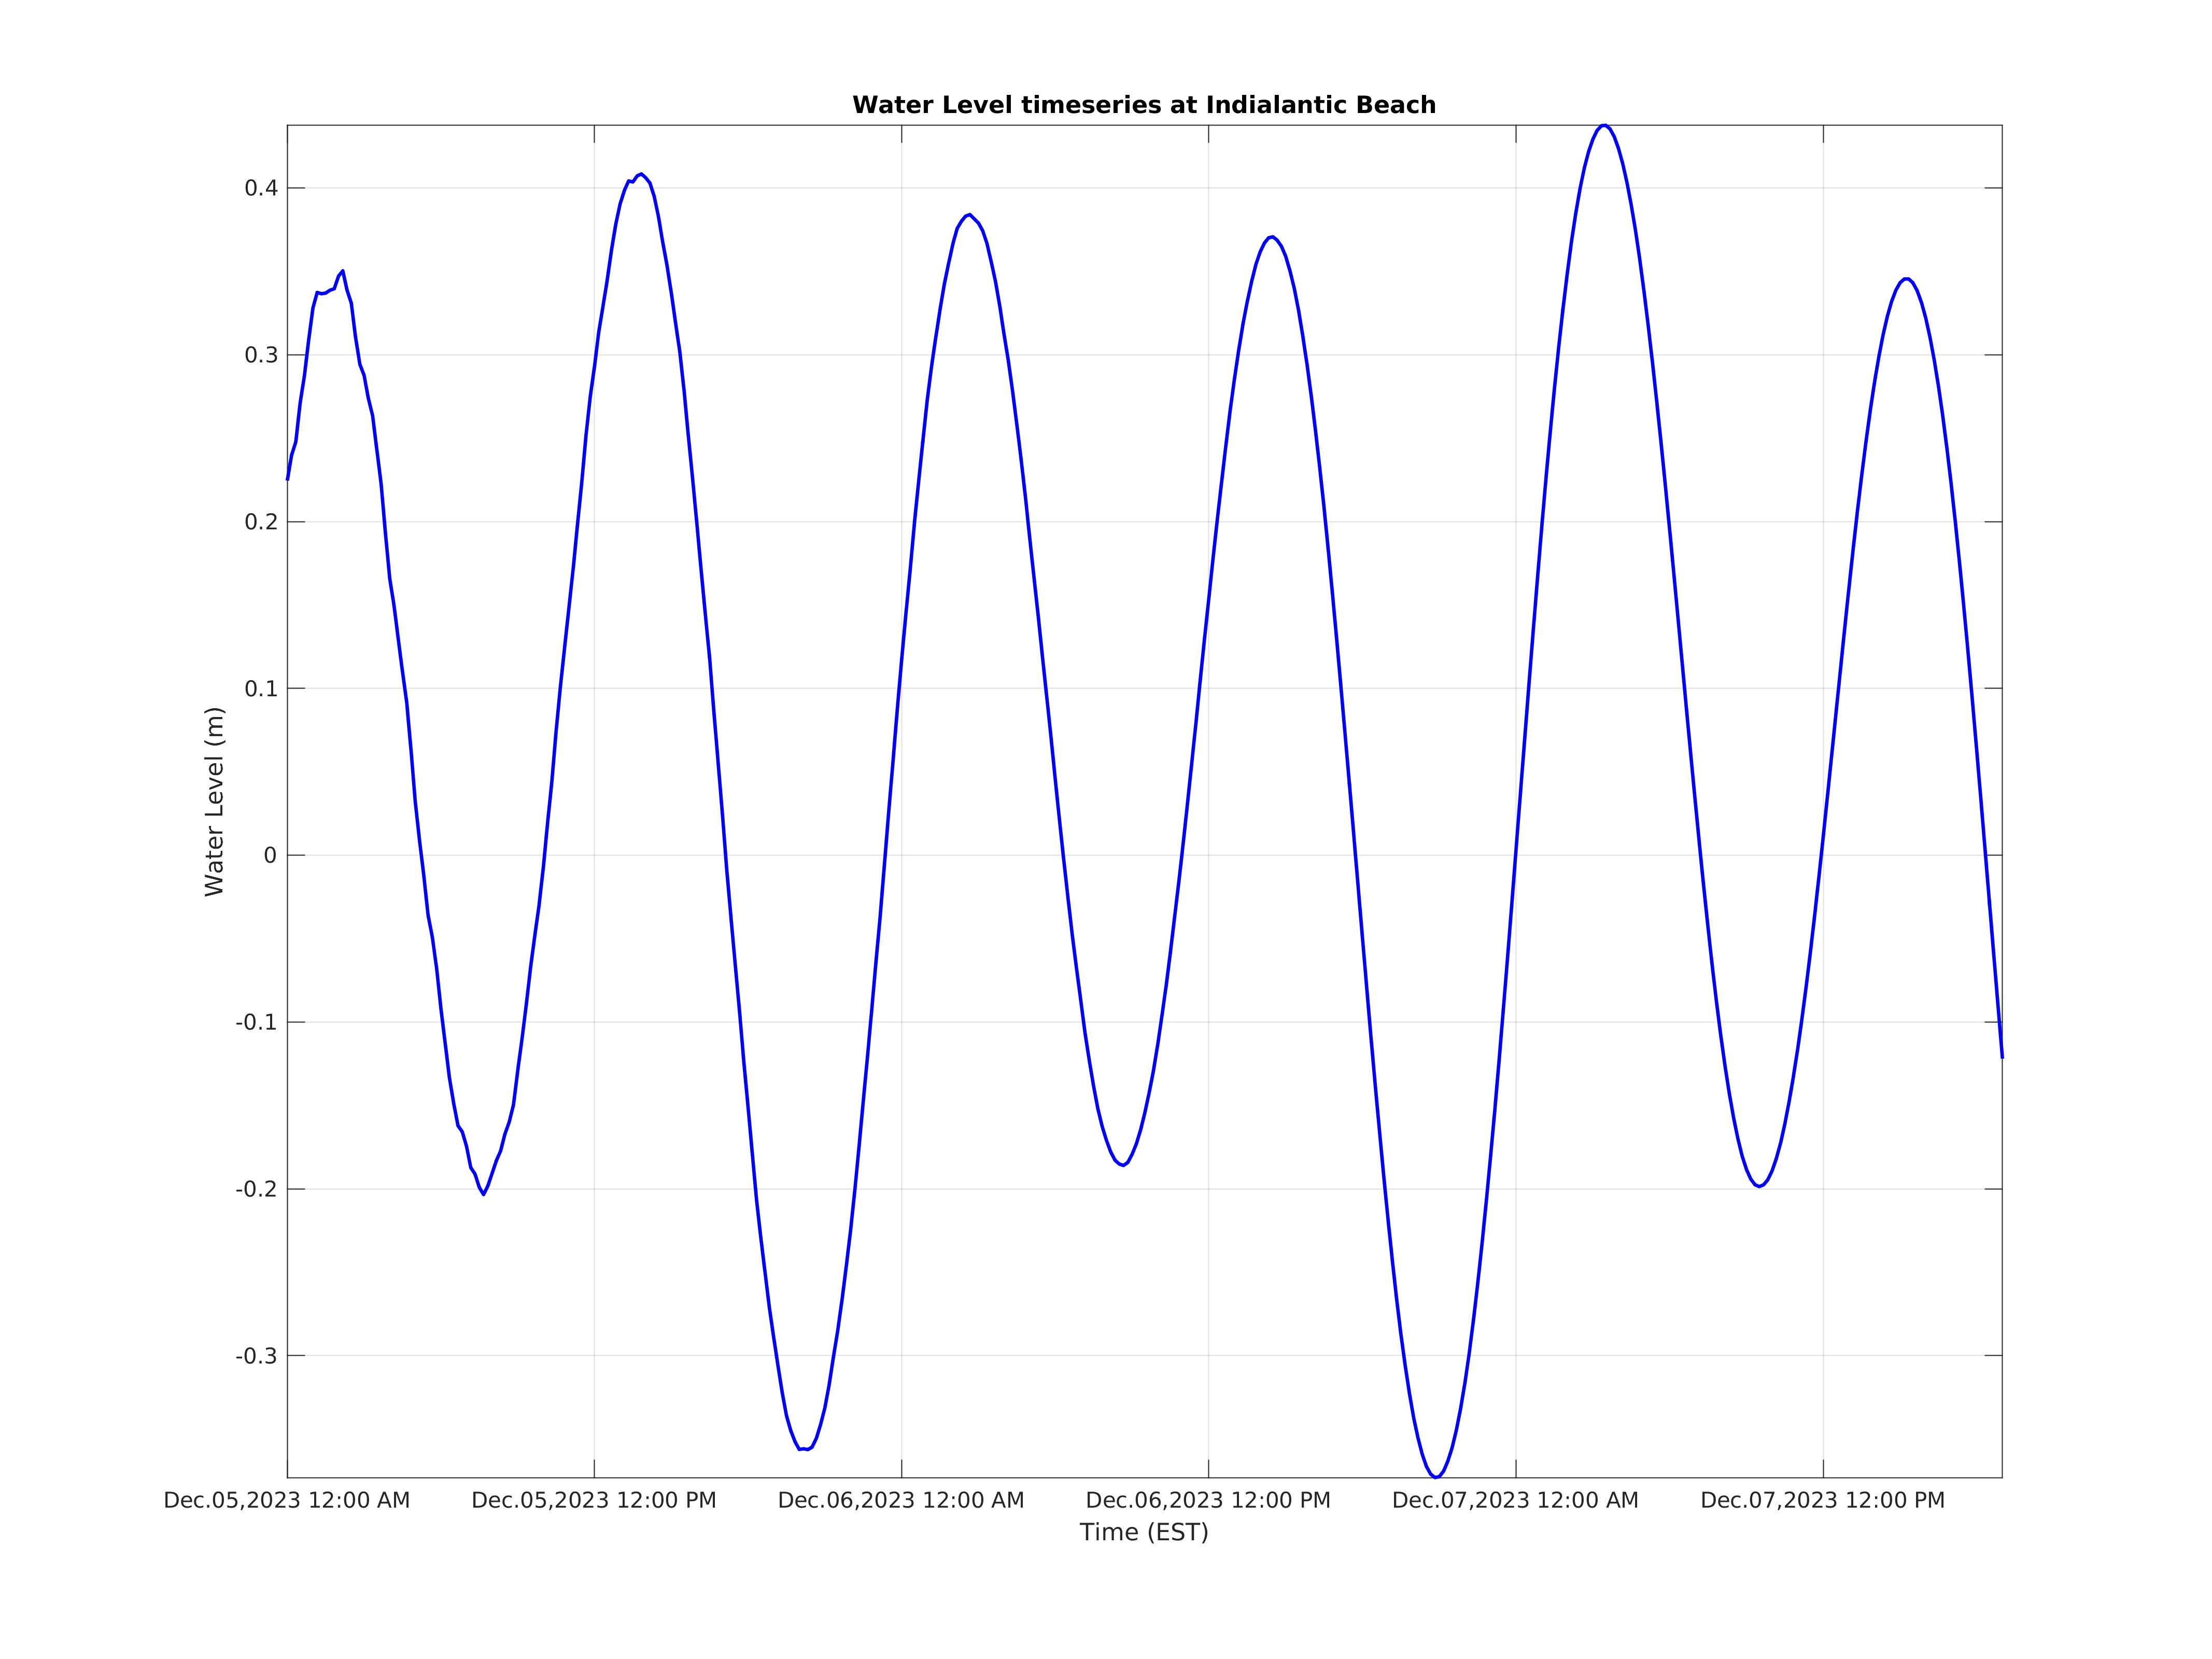 Water Level timeseries at Indialantic Beach
0.4
0.3
0.2
0.1
0
-0.1
-0.2
-0.3
Water Level (m)
Dec.05,2023 12:00 AM
Dec.05,2023 12:00 PM
Dec.06,2023 12:00 AM
Dec.06,2023 12:00 PM
Dec.07,2023 12:00 AM
Dec.07,2023 12:00 PM
Time (EST)